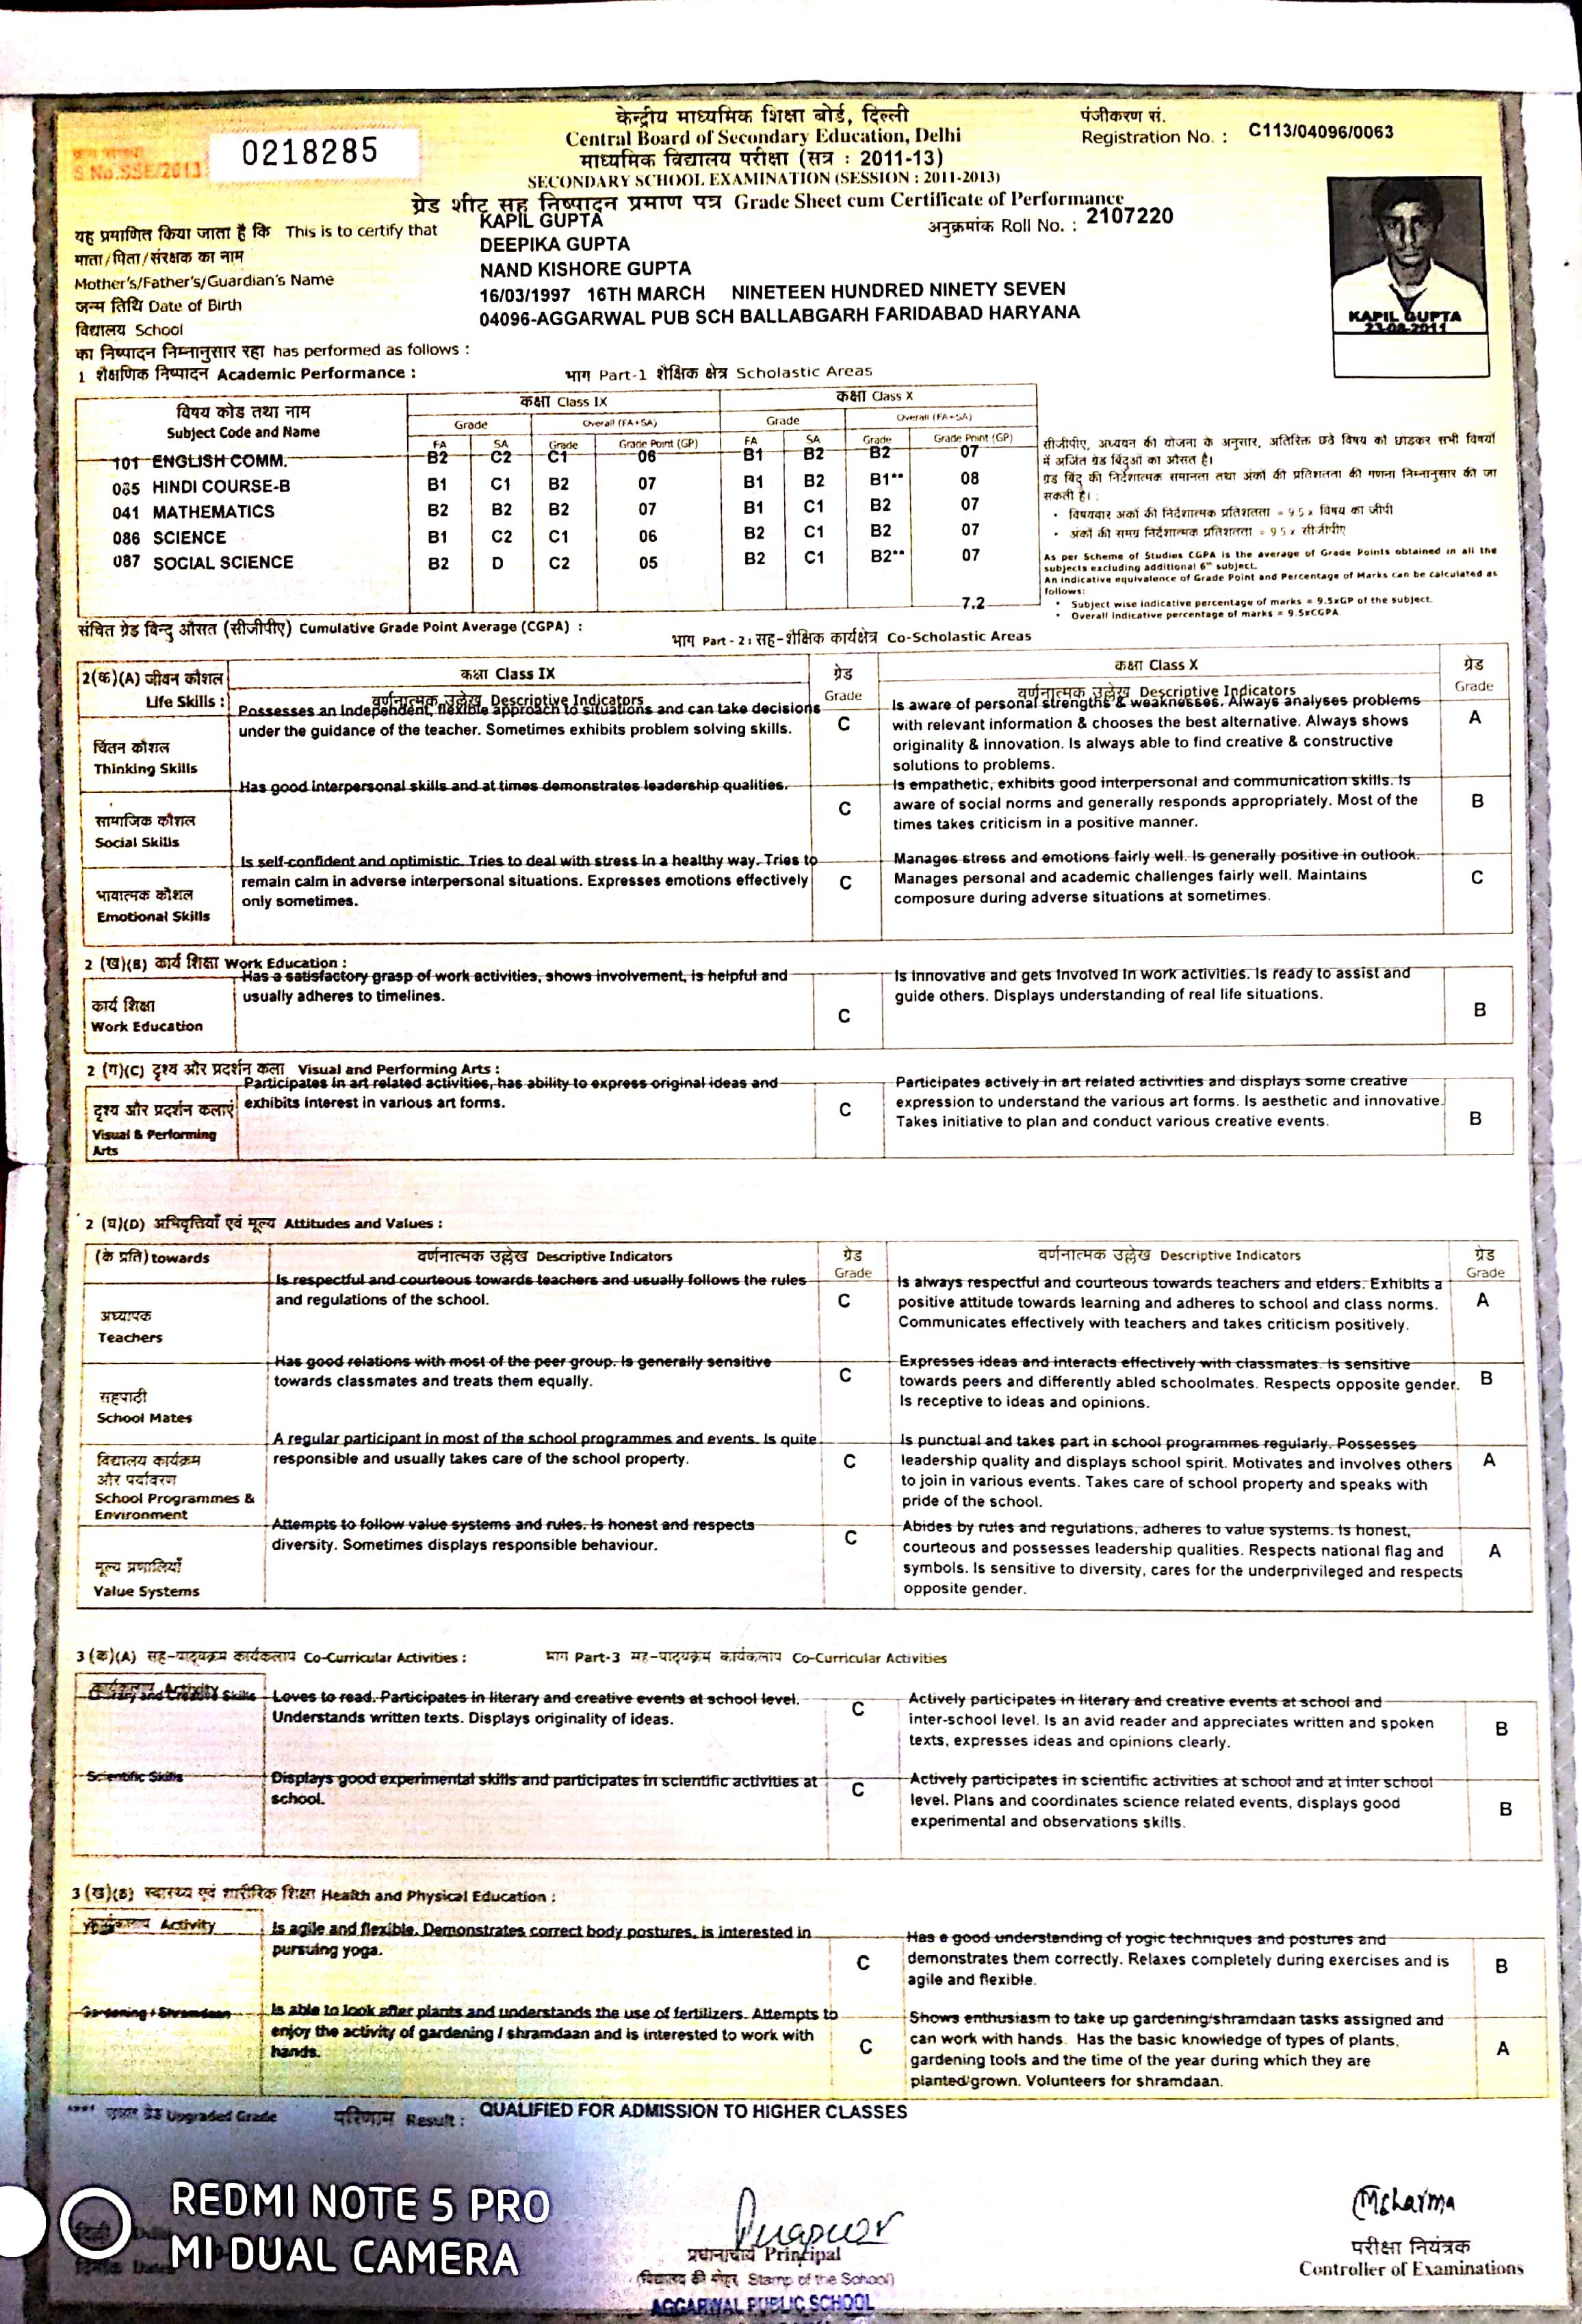 केन्द्रीय माध्यमिक शिक्षा बोर्ड, दिल्ली
Central Board of Secondary Education, Delhi
माध्यमिक विद्यालय परीक्षा (सत्र : 2011-13)
SECONDARY SCHOOL EXAMINATION (SESSION : 2011-2013)
ग्रेड शीट सह निष्पादन प्रमाण पत्र Grade Sheet cum Certificate of Performance
S No.SSE/2013 0218285
पंजीकरण सं.
Registration No. : C113/04096/0063
अनुक्रमांक Roll No. : 2107220
यह प्रमाणित किया जाता है कि This is to certify that KAPIL GUPTA
माता/पिता/संरक्षक का नाम DEEPIKA GUPTA
Mother's/Father's/Guardian's Name NAND KISHORE GUPTA
जन्म तिथि Date of Birth 16/03/1997 16TH MARCH NINETEEN HUNDRED NINETY SEVEN
विद्यालय School 04096-AGGARWAL PUB SCH BALLABGARH FARIDABAD HARYANA
KAPIL GUPTA
23-08-2011
का निष्पादन निम्नानुसार रहा has performed as follows :
1 शैक्षणिक निष्पादन Academic Performance : भाग Part-1 शैक्षिक क्षेत्र Scholastic Areas
विषय कोड तथा नाम कक्षा Class IX कक्षा Class X
Subject Code and Name Grade Overall (FA+SA) Grade Overall (FA+SA)
FA SA Grade Grade Point (GP) FA SA Grade Grade Point (GP)
101 ENGLISH COMM. B2 C2 C1 06 B1 B2 B2 07
085 HINDI COURSE-B B1 C1 B2 07 B1 B2 B1** 08
041 MATHEMATICS B2 B2 B2 07 B1 C1 B2 07
086 SCIENCE B1 C2 C1 06 B2 C1 B2 07
087 SOCIAL SCIENCE B2 D C2 05 B2 C1 B2** 07
7.2
सीजीपीए, अध्ययन की योजना के अनुसार, अतिरिक्त छठे विषय को छोडकर सभी विषयों
में अर्जित ग्रेड बिंदुओं का औसत है।
ग्रेड बिंदु की निर्देशात्मक समानता तथा अंकों की प्रतिशतता की गणना निम्नानुसार की जा
सकती है। :
• विषयवार अंकों की निर्देशात्मक प्रतिशतता = 9.5 x विषय का जीपी
• अंकों की समग्र निर्देशात्मक प्रतिशतता = 9.5 x सीजीपीए
As per Scheme of Studies CGPA is the average of Grade Points obtained in all the
subjects excluding additional 6th subject.
An indicative equivalence of Grade Point and Percentage of Marks can be calculated as
follows:
• Subject wise indicative percentage of marks = 9.5xGP of the subject.
• Overall indicative percentage of marks = 9.5xCGPA
संचित ग्रेड बिन्दु औसत (सीजीपीए) Cumulative Grade Point Average (CGPA) :
भाग Part - 2 : सह-शैक्षिक कार्यक्षेत्र Co-Scholastic Areas
2(क)(A) जीवन कौशल कक्षा Class IX ग्रेड कक्षा Class X ग्रेड
Life Skills : वर्णनात्मक उल्लेख Descriptive Indicators Grade वर्णनात्मक उल्लेख Descriptive Indicators Grade
चिंतन कौशल
Thinking Skills
Possesses an Independent, flexible approach to situations and can take decisions
under the guidance of the teacher. Sometimes exhibits problem solving skills.
C
Is aware of personal strengths & weaknesses. Always analyses problems
with relevant information & chooses the best alternative. Always shows
originality & innovation. Is always able to find creative & constructive
solutions to problems.
A
सामाजिक कौशल
Social Skills
Has good interpersonal skills and at times demonstrates leadership qualities.
C
Is empathetic, exhibits good interpersonal and communication skills. Is
aware of social norms and generally responds appropriately. Most of the
times takes criticism in a positive manner.
B
भावात्मक कौशल
Emotional Skills
Is self-confident and optimistic. Tries to deal with stress in a healthy way. Tries to
remain calm in adverse interpersonal situations. Expresses emotions effectively
only sometimes.
C
Manages stress and emotions fairly well. Is generally positive in outlook.
Manages personal and academic challenges fairly well. Maintains
composure during adverse situations at sometimes.
C
2 (ख)(B) कार्य शिक्षा Work Education :
कार्य शिक्षा
Work Education
Has a satisfactory grasp of work activities, shows involvement, is helpful and
usually adheres to timelines.
C
Is innovative and gets involved in work activities. Is ready to assist and
guide others. Displays understanding of real life situations.
B
2 (ग)(C) दृश्य और प्रदर्शन कला Visual and Performing Arts :
दृश्य और प्रदर्शन कलाएं
Visual & Performing
Arts
Participates in art related activities, has ability to express original ideas and
exhibits interest in various art forms.
C
Participates actively in art related activities and displays some creative
expression to understand the various art forms. Is aesthetic and innovative.
Takes initiative to plan and conduct various creative events.
B
2 (घ)(D) अभिवृत्तियाँ एवं मूल्य Attitudes and Values :
(के प्रति) towards वर्णनात्मक उल्लेख Descriptive Indicators ग्रेड Grade वर्णनात्मक उल्लेख Descriptive Indicators ग्रेड Grade
अध्यापक
Teachers
Is respectful and courteous towards teachers and usually follows the rules
and regulations of the school.
C
Is always respectful and courteous towards teachers and elders. Exhibits a
positive attitude towards learning and adheres to school and class norms.
Communicates effectively with teachers and takes criticism positively.
A
सहपाठी
School Mates
Has good relations with most of the peer group. Is generally sensitive
towards classmates and treats them equally.
C
Expresses ideas and interacts effectively with classmates. Is sensitive
towards peers and differently abled schoolmates. Respects opposite gender.
Is receptive to ideas and opinions.
B
विद्यालय कार्यक्रम
और पर्यावरण
School Programmes &
Environment
A regular participant in most of the school programmes and events. Is quite
responsible and usually takes care of the school property.
C
Is punctual and takes part in school programmes regularly. Possesses
leadership quality and displays school spirit. Motivates and involves others
to join in various events. Takes care of school property and speaks with
pride of the school.
A
मूल्य प्रणालियाँ
Value Systems
Attempts to follow value systems and rules. Is honest and respects
diversity. Sometimes displays responsible behaviour.
C
Abides by rules and regulations, adheres to value systems. Is honest,
courteous and possesses leadership qualities. Respects national flag and
symbols. Is sensitive to diversity, cares for the underprivileged and respects
opposite gender.
A
3 (क)(A) सह-पाठ्यक्रम कार्यकलाप Co-Curricular Activities : भाग Part-3 सह-पाठ्यक्रम कार्यकलाप Co-Curricular Activities
कार्यकलाप Activity
Literary and Creative Skills
Loves to read. Participates in literary and creative events at school level.
Understands written texts. Displays originality of ideas.
C
Actively participates in literary and creative events at school and
inter-school level. Is an avid reader and appreciates written and spoken
texts, expresses ideas and opinions clearly.
B
Scientific Skills
Displays good experimental skills and participates in scientific activities at
school.
C
Actively participates in scientific activities at school and at inter school
level. Plans and coordinates science related events, displays good
experimental and observations skills.
B
3 (ख)(B) स्वास्थ्य एवं शारीरिक शिक्षा Health and Physical Education :
कार्यकलाप Activity
Yoga
Is agile and flexible. Demonstrates correct body postures, is interested in
pursuing yoga.
C
Has a good understanding of yogic techniques and postures and
demonstrates them correctly. Relaxes completely during exercises and is
agile and flexible.
B
Gardening / Shramdaan
Is able to look after plants and understands the use of fertilizers. Attempts to
enjoy the activity of gardening / shramdaan and is interested to work with
hands.
C
Shows enthusiasm to take up gardening/shramdaan tasks assigned and
can work with hands. Has the basic knowledge of types of plants,
gardening tools and the time of the year during which they are
planted/grown. Volunteers for shramdaan.
A
ग्रेड Upgraded Grade परिणाम Result : QUALIFIED FOR ADMISSION TO HIGHER CLASSES
REDMI NOTE 5 PRO
MI DUAL CAMERA
दिल्ली
प्रधानाचार्य Principal
(विद्यालय की मोहर, Stamp of the School)
AGGARWAL PUBLIC SCHOOL
MSharma
परीक्षा नियंत्रक
Controller of Examinations